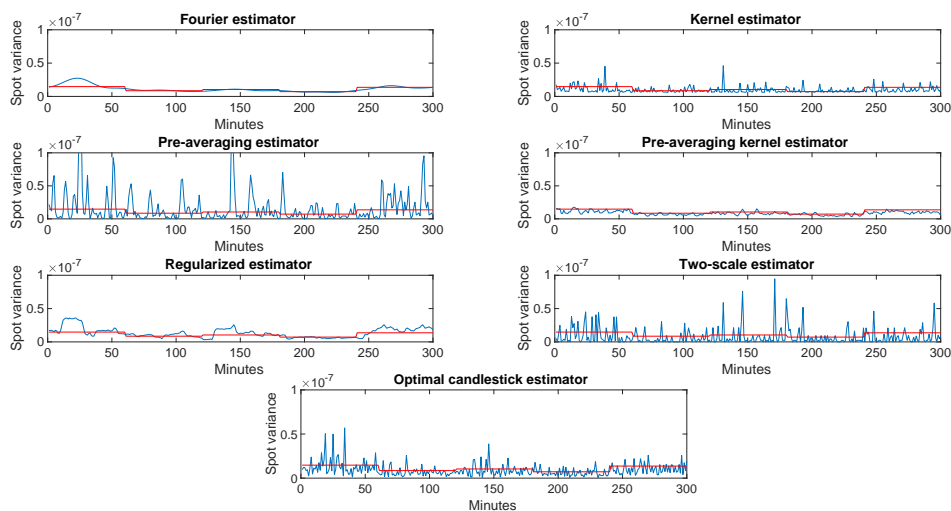 Fourier estimator
×10⁻⁷
Spot variance
1
0.5
0
0 50 100 150 200 250 300
Minutes
Kernel estimator
×10⁻⁷
Spot variance
1
0.5
0
0 50 100 150 200 250 300
Minutes
Pre-averaging estimator
×10⁻⁷
Spot variance
1
0.5
0
0 50 100 150 200 250 300
Minutes
Pre-averaging kernel estimator
×10⁻⁷
Spot variance
1
0.5
0
0 50 100 150 200 250 300
Minutes
Regularized estimator
×10⁻⁷
Spot variance
1
0.5
0
0 50 100 150 200 250 300
Minutes
Two-scale estimator
×10⁻⁷
Spot variance
1
0.5
0
0 50 100 150 200 250 300
Minutes
Optimal candlestick estimator
×10⁻⁷
Spot variance
1
0.5
0
0 50 100 150 200 250 300
Minutes